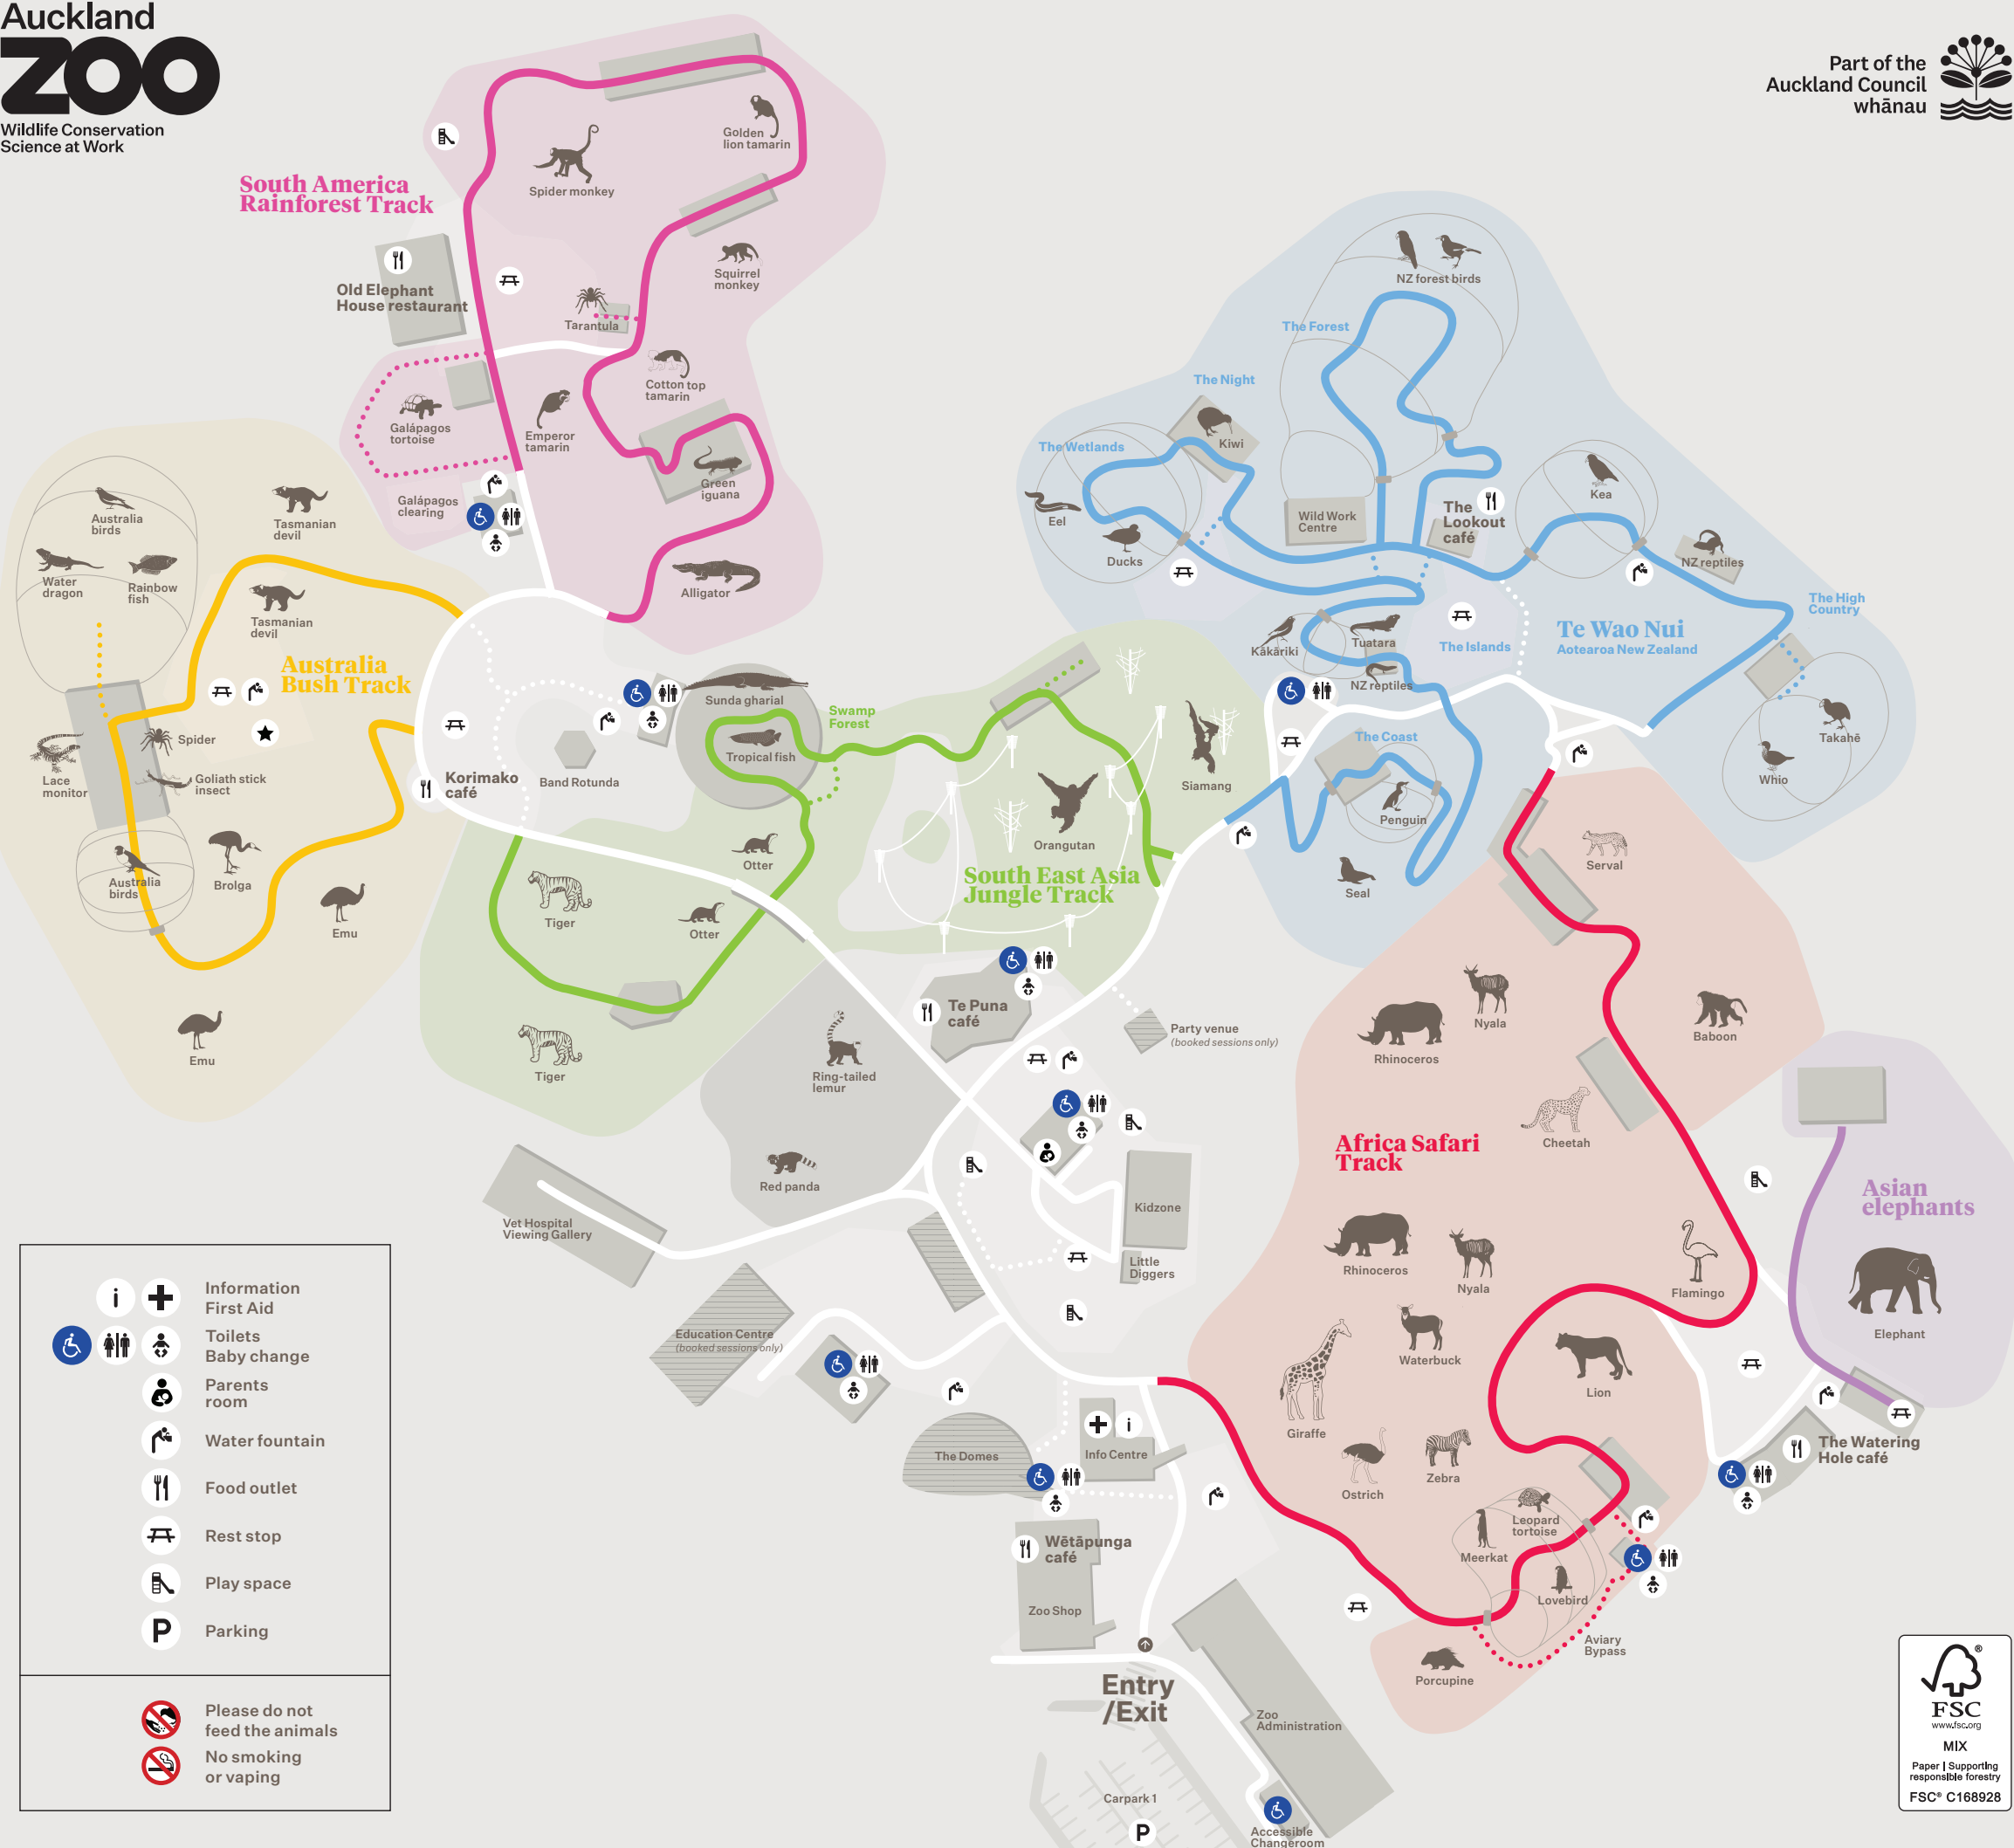 Auckland
ZOO
Wildlife Conservation
Science at Work
Part of the
Auckland Council
whānau
South America
Rainforest Track
Golden
lion tamarin
Spider monkey
Squirrel
monkey
Old Elephant
House restaurant
Tarantula
Cotton top
tamarin
Galápagos
tortoise
Emperor
tamarin
Green
iguana
Galápagos
clearing
Alligator
Australia
birds
Tasmanian
devil
Water
dragon
Rainbow
fish
Tasmanian
devil
Australia
Bush Track
Spider
Lace
monitor
Goliath stick
insect
Australia
birds
Brolga
Emu
Emu
Korimako
café
Band Rotunda
Sunda gharial
Tropical fish
Swamp
Forest
Otter
Otter
Tiger
Tiger
Orangutan
Siamang
South East Asia
Jungle Track
NZ forest birds
The Forest
The Night
The Wetlands
Kiwi
Eel
Ducks
Wild Work
Centre
The
Lookout
café
Kea
NZ reptiles
The High
Country
Te Wao Nui
Aotearoa New Zealand
The Islands
Kākāriki
Tuatara
NZ reptiles
Takahē
Whio
The Coast
Penguin
Seal
Te Puna
café
Party venue
(booked sessions only)
Ring-tailed
lemur
Red panda
Vet Hospital
Viewing Gallery
Kidzone
Little
Diggers
Education Centre
(booked sessions only)
The Domes
Info Centre
Wētāpunga
café
Zoo Shop
Entry
/Exit
Zoo
Administration
Carpark 1
P
Accessible
Changeroom
Serval
Nyala
Rhinoceros
Baboon
Cheetah
Africa Safari
Track
Rhinoceros
Nyala
Flamingo
Waterbuck
Lion
Giraffe
Ostrich
Zebra
Leopard
tortoise
Meerkat
Lovebird
Aviary
Bypass
Porcupine
Asian
elephants
Elephant
The Watering
Hole café
i
i
Information
First Aid
Toilets
Baby change
Parents
room
Water fountain
Food outlet
Rest stop
Play space
P
Parking
Please do not
feed the animals
No smoking
or vaping
®
FSC
www.fsc.org
MIX
Paper | Supporting
responsible forestry
FSC® C168928